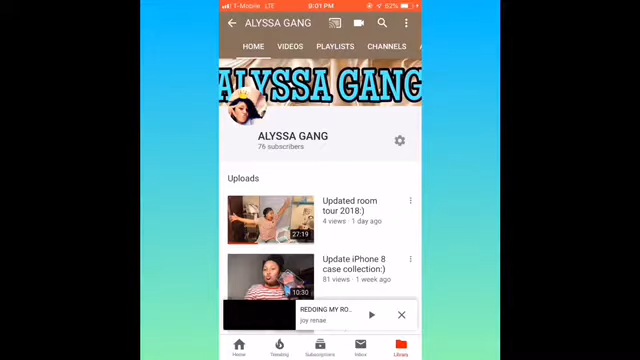 T-Mobile LTE 9:01 PM 82%
ALYSSA GANG
HOME VIDEOS PLAYLISTS CHANNELS A
ALYSSA GANG
ALYSSA GANG
76 subscribers
Uploads
Updated room
tour 2018:)
4 views · 1 day ago
27:19
Update iPhone 8
case collection:)
81 views · 1 week ago
10:30
REDOING MY RO...
joy renae
Home Trending Subscriptions Inbox Library